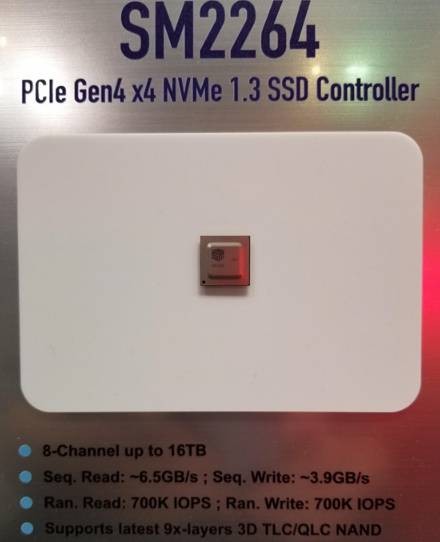 SM2264
PCIe Gen4 x4 NVMe 1.3 SSD Controller
8-Channel up to 16TB
Seq. Read: ~6.5GB/s ; Seq. Write: ~3.9GB/s
Ran. Read: 700K IOPS ; Ran. Write: 700K IOPS
Supports latest 9x-layers 3D TLC/QLC NAND